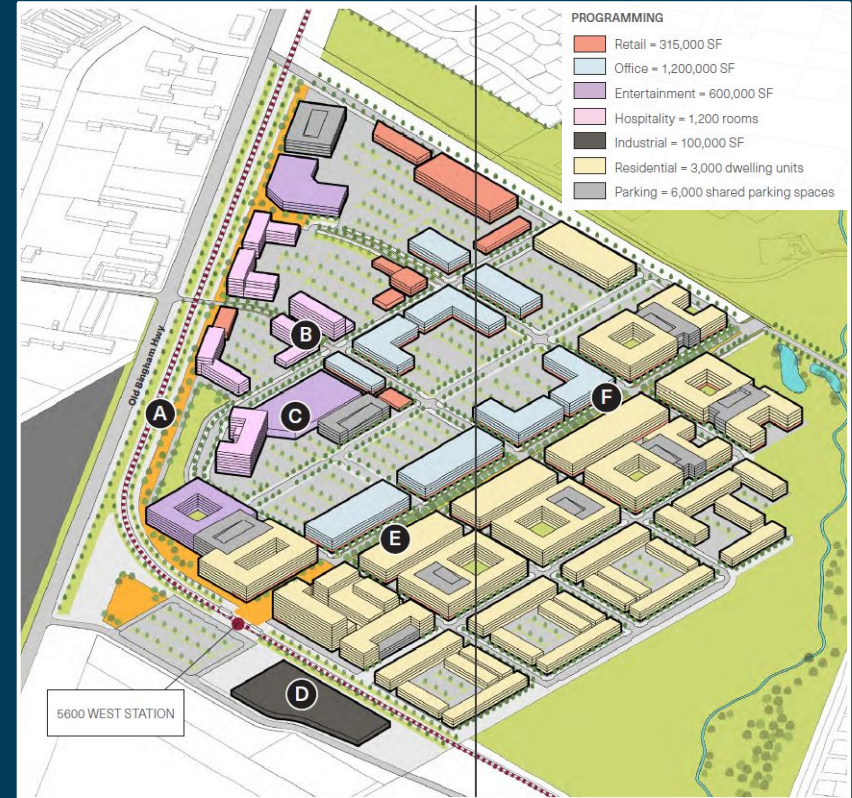 PROGRAMMING
Retail = 315,000 SF
Office = 1,200,000 SF
Entertainment = 600,000 SF
Hospitality = 1,200 rooms
Industrial = 100,000 SF
Residential = 3,000 dwelling units
Parking = 6,000 shared parking spaces
B
Old Bingham Hwy
F
A
C
E
D
5600 WEST STATION